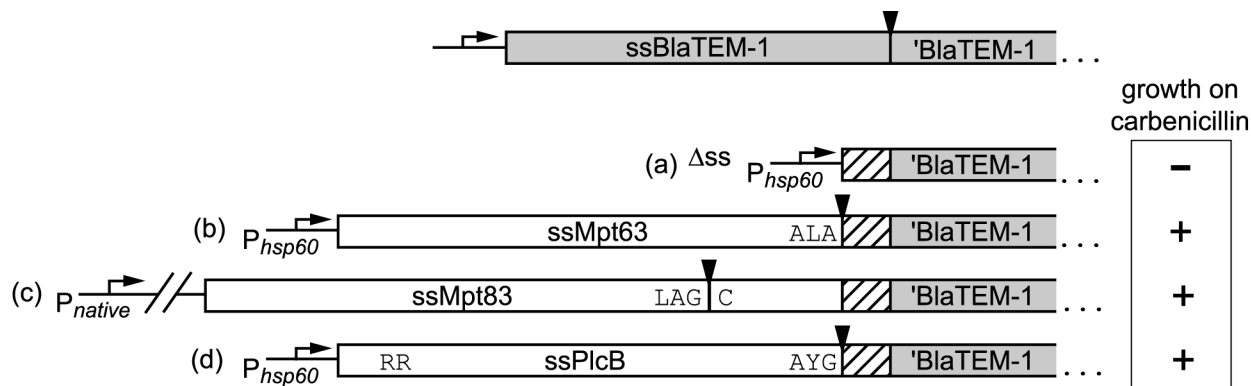 ssBlaTEM-1 'BlaTEM-1 ...
growth on
carbenicillin
(a) Δss Phsp60 'BlaTEM-1 ... −
(b) Phsp60 ssMpt63 ALA 'BlaTEM-1 ... +
(c) Pnative ssMpt83 LAG C 'BlaTEM-1 ... +
(d) Phsp60 RR ssPlcB AYG 'BlaTEM-1 ... +